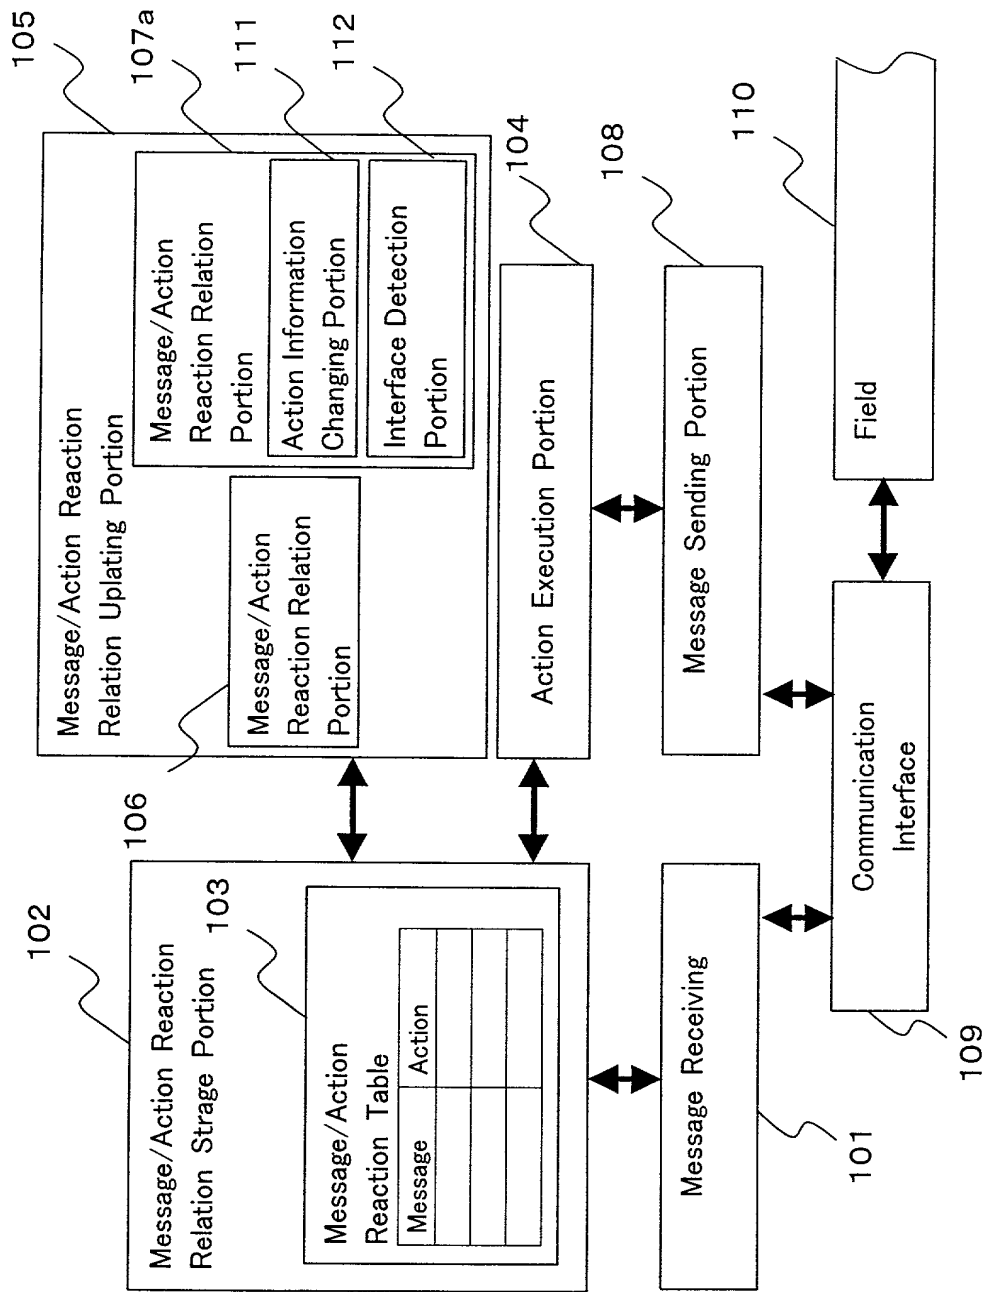 102
Message/Action Reaction
Relation Strage Portion
103
Message/Action
Reaction Table
Message
Action
106
105
Message/Action Reaction
Relation Uplating Portion
Message/Action
Reaction Relation
Portion
107a
Message/Action
Reaction Relation
Portion
111
Action Information
Changing Portion
112
Interface Detection
Portion
104
Action Execution Portion
108
Message Sending Portion
Message Receiving
101
Communication
Interface
109
110
Field